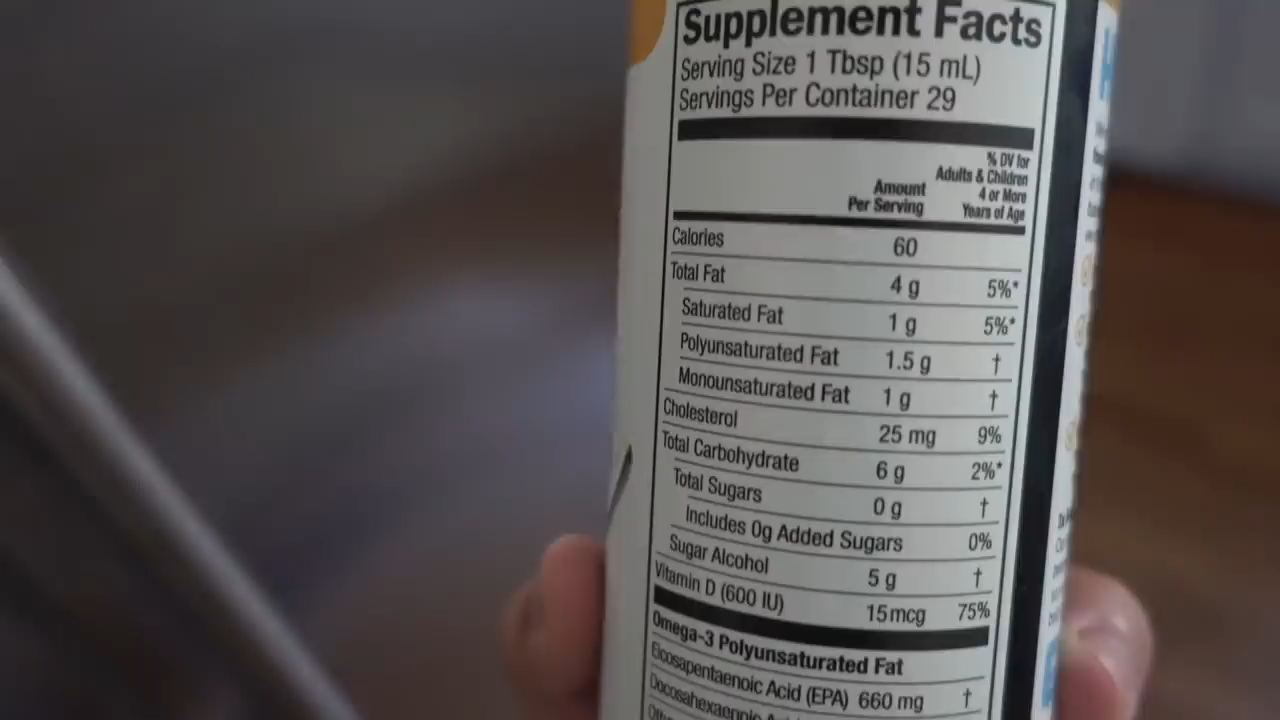 Supplement Facts
Serving Size 1 Tbsp (15 mL)
Servings Per Container 29
Amount Per Serving
% DV for Adults & Children 4 or More Years of Age
Calories 60
Total Fat 4 g 5%*
Saturated Fat 1 g 5%*
Polyunsaturated Fat 1.5 g †
Monounsaturated Fat 1 g †
Cholesterol 25 mg 9%
Total Carbohydrate 6 g 2%*
Total Sugars 0 g †
Includes 0g Added Sugars 0%
Sugar Alcohol 5 g †
Vitamin D (600 IU) 15mcg 75%
Omega-3 Polyunsaturated Fat
Eicosapentaenoic Acid (EPA) 660 mg †
Docosahexaenoic